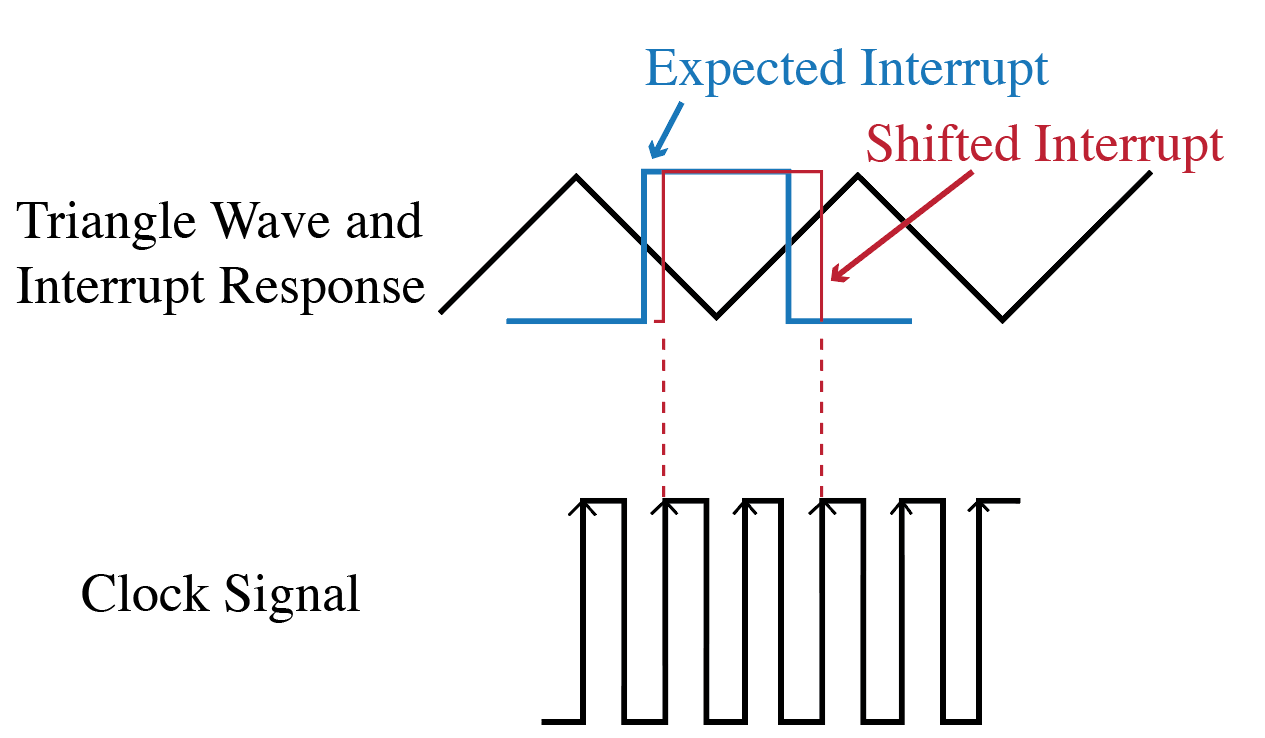 Expected Interrupt
Shifted Interrupt
Triangle Wave and
Interrupt Response
Clock Signal